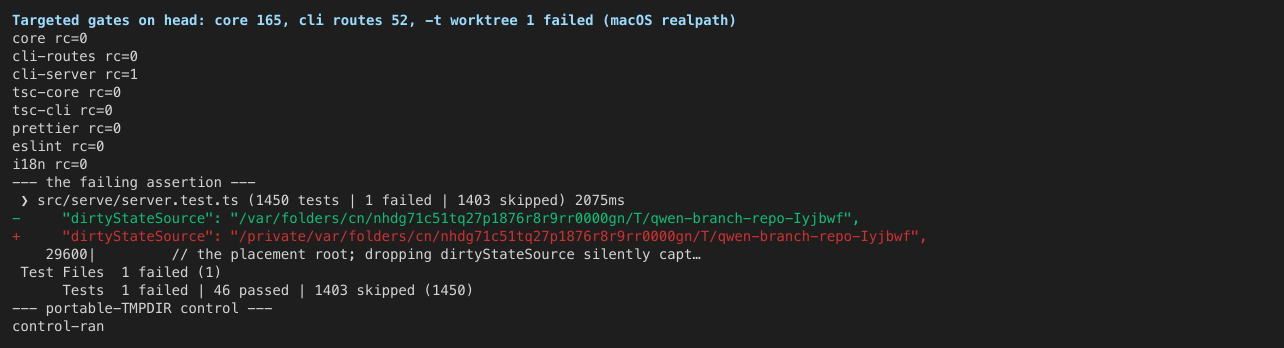 Targeted gates on head: core 165, cli routes 52, -t worktree 1 failed (macOS realpath)
core rc=0
cli-routes rc=0
cli-server rc=1
tsc-core rc=0
tsc-cli rc=0
prettier rc=0
eslint rc=0
i18n rc=0
--- the failing assertion ---
❯ src/serve/server.test.ts (1450 tests | 1 failed | 1403 skipped) 2075ms
-     "dirtyStateSource": "/var/folders/cn/nhdg71c51tq27p1876r8r9rr0000gn/T/qwen-branch-repo-Iyjbwf",
+     "dirtyStateSource": "/private/var/folders/cn/nhdg71c51tq27p1876r8r9rr0000gn/T/qwen-branch-repo-Iyjbwf",
29600|         // the placement root; dropping dirtyStateSource silently capt…
Test Files  1 failed (1)
Tests  1 failed | 46 passed | 1403 skipped (1450)
--- portable-TMPDIR control ---
control-ran